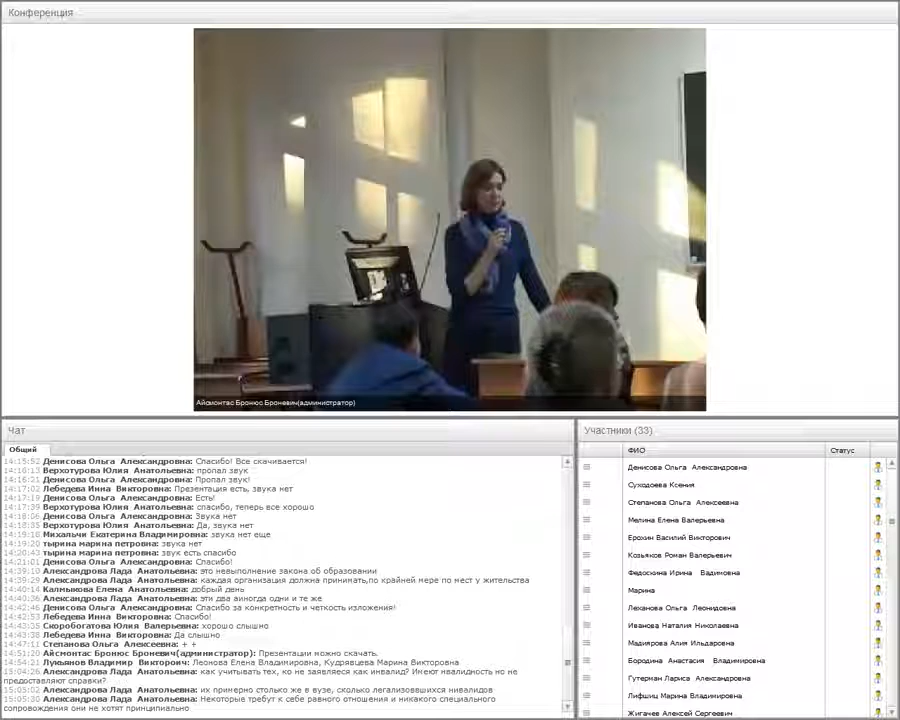 Конференция
Айсмонтас Бронюс Броневич(администратор)
Чат
Общий
14:15:52 Денисова Ольга Александровна: Спасибо! Все скачивается!
14:16:13 Верхотурова Юлия Анатольевна: пропал звук
14:16:21 Денисова Ольга Александровна: Пропал звук!
14:17:02 Лебедева Инна Викторовна: Презентация есть, звука нет
14:17:19 Денисова Ольга Александровна: Есть!
14:17:39 Верхотурова Юлия Анатольевна: спасибо, теперь все хорошо
14:18:06 Денисова Ольга Александровна: Звука нет
14:18:35 Верхотурова Юлия Анатольевна: Да, звука нет
14:19:18 Михальчи Екатерина Владимировна: звука нет еще
14:19:20 тырина марина петровна: звука нет
14:20:43 тырина марина петровна: звук есть спасибо
14:21:01 Денисова Ольга Александровна: Спасибо!
14:39:10 Александрова Лада Анатольевна: это невыполнение закона об образовании
14:39:29 Александрова Лада Анатольевна: каждая организация должна принимать,по крайней мере по мест у жительства
14:40:14 Калмыкова Елена Анатольевна: добрый день
14:40:36 Александрова Лада Анатольевна: эти два аиногда одни и те же
14:42:46 Денисова Ольга Александровна: Спасибо за конкретность и четкость изложения!
14:42:53 Лебедева Инна Викторовна: Спасибо!
14:43:35 Скоробогатова Юлия Валерьевна: хорошо слышно
14:43:38 Лебедева Инна Викторовна: Да слышно
14:47:11 Степанова Ольга Алексеевна: + +
14:51:20 Айсмонтас Бронюс Броневич(администратор): Презентации можно скачать.
14:54:21 Лукьянов Владимир Викторович: Леонова Елена Владимировна, Кудрявцева Марина Викторовна
15:04:26 Александрова Лада Анатольевна: как учитывать тех, ко не заявляеся как инвалид? Имеют нвалидность но не
предоставляют справки?
15:05:02 Александрова Лада Анатольевна: их примерно столько же в вузе, сколько легализоввшихся нивалидов
15:05:30 Александрова Лада Анатольевна: Некоторые требут к себе равного отношения и никакого специального
сопровождения они не хотят принципиально.
Участники (33)
ФИО Статус
Денисова Ольга Александровна
Суходоева Ксения
Степанова Ольга Алексеевна
Мелина Елена Валерьевна
Ерохин Василий Викторович
Козьяков Роман Валерьевич
Федоскина Ирина Вадимовна
Марина
Леханова Ольга Леонидовна
Иванова Наталия Николаевна
Мадиярова Алия Ильдаровна
Бородина Анастасия Владимировна
Гутерман Лариса Александровна
Лифшиц Марина Владимировна
Жигачев Алексей Сергеевич